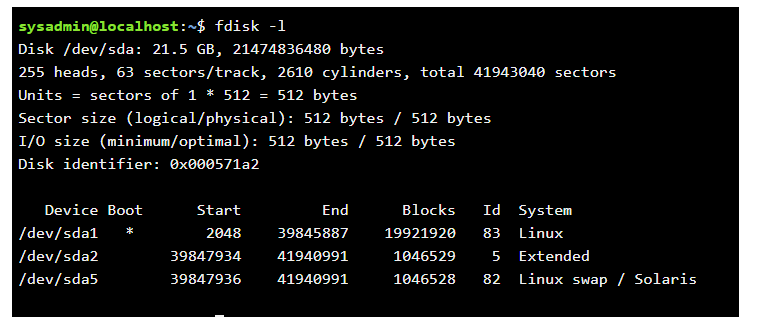 sysadmin@localhost:~$ fdisk -l
Disk /dev/sda: 21.5 GB, 21474836480 bytes
255 heads, 63 sectors/track, 2610 cylinders, total 41943040 sectors
Units = sectors of 1 * 512 = 512 bytes
Sector size (logical/physical): 512 bytes / 512 bytes
I/O size (minimum/optimal): 512 bytes / 512 bytes
Disk identifier: 0x000571a2

   Device Boot      Start         End      Blocks   Id  System
/dev/sda1   *        2048    39845887    19921920   83  Linux
/dev/sda2        39847934    41940991     1046529    5  Extended
/dev/sda5        39847936    41940991     1046528   82  Linux swap / Solaris